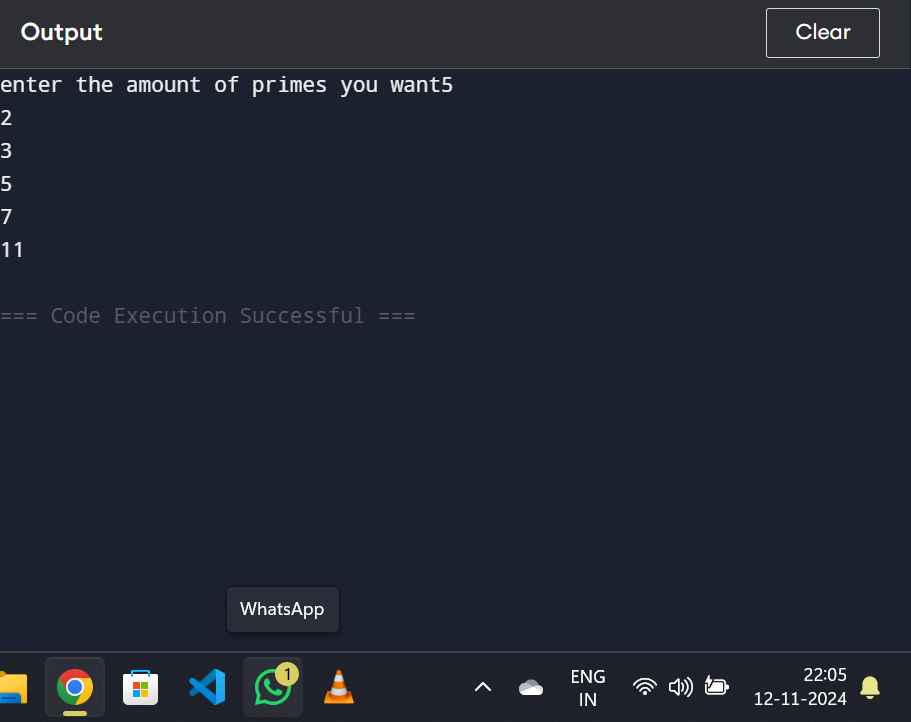 Output
Clear
enter the amount of primes you want5
2
3
5
7
11
=== Code Execution Successful ===
WhatsApp
1
ENG
IN
22:05
12-11-2024